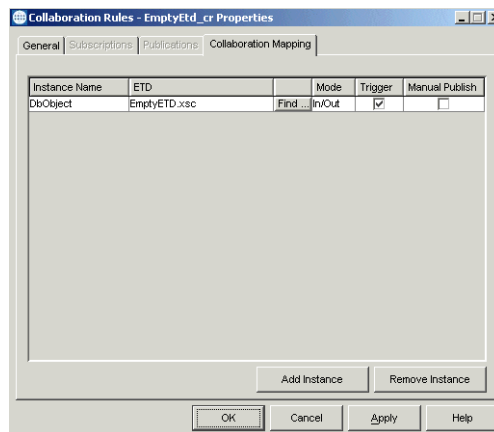 Collaboration Rules - EmptyEtd_cr Properties
General Subscriptions Publications Collaboration Mapping
Instance Name ETD Mode Trigger Manual Publish
DbObject EmptyETD.xsc Find ... In/Out
Add Instance Remove Instance
OK Cancel Apply Help